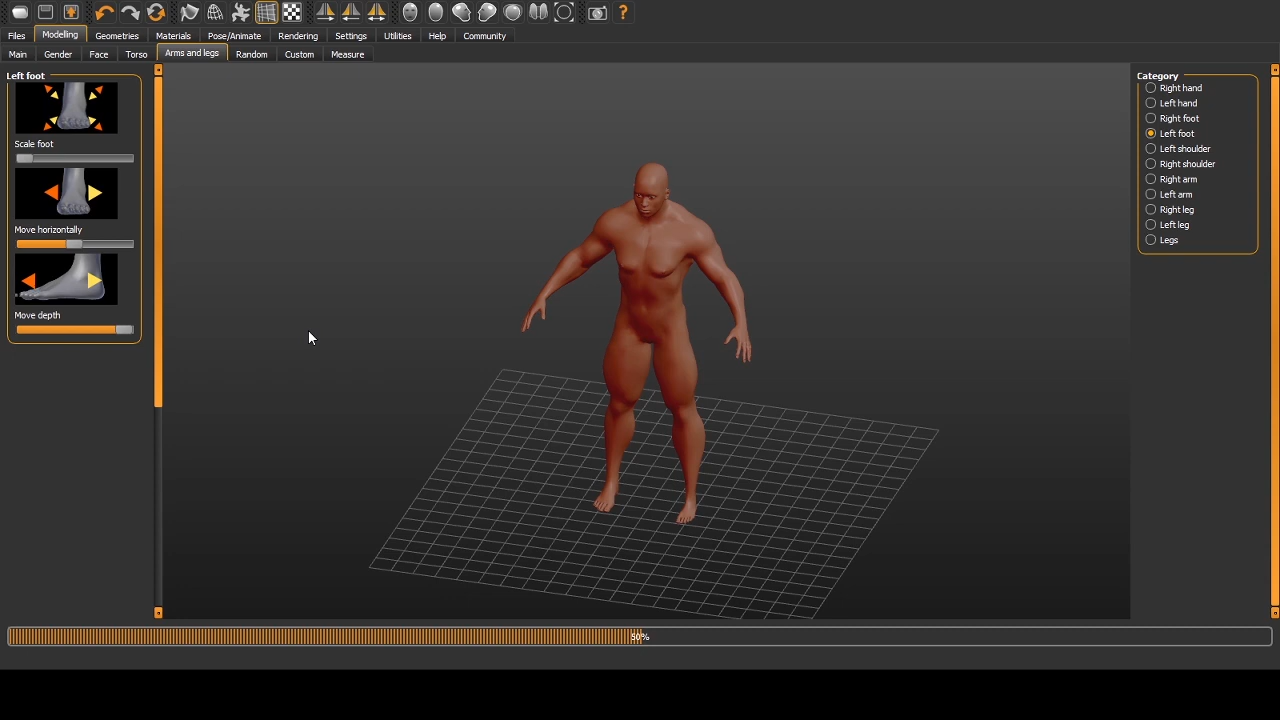 Files Modeling Geometries Materials Pose/Animate Rendering Settings Utilities Help Community
Main Gender Face Torso Arms and legs Random Custom Measure
Left foot
Scale foot
Move horizontally
Move depth
Category
Right hand
Left hand
Right foot
Left foot
Left shoulder
Right shoulder
Right arm
Left arm
Right leg
Left leg
Legs
50%